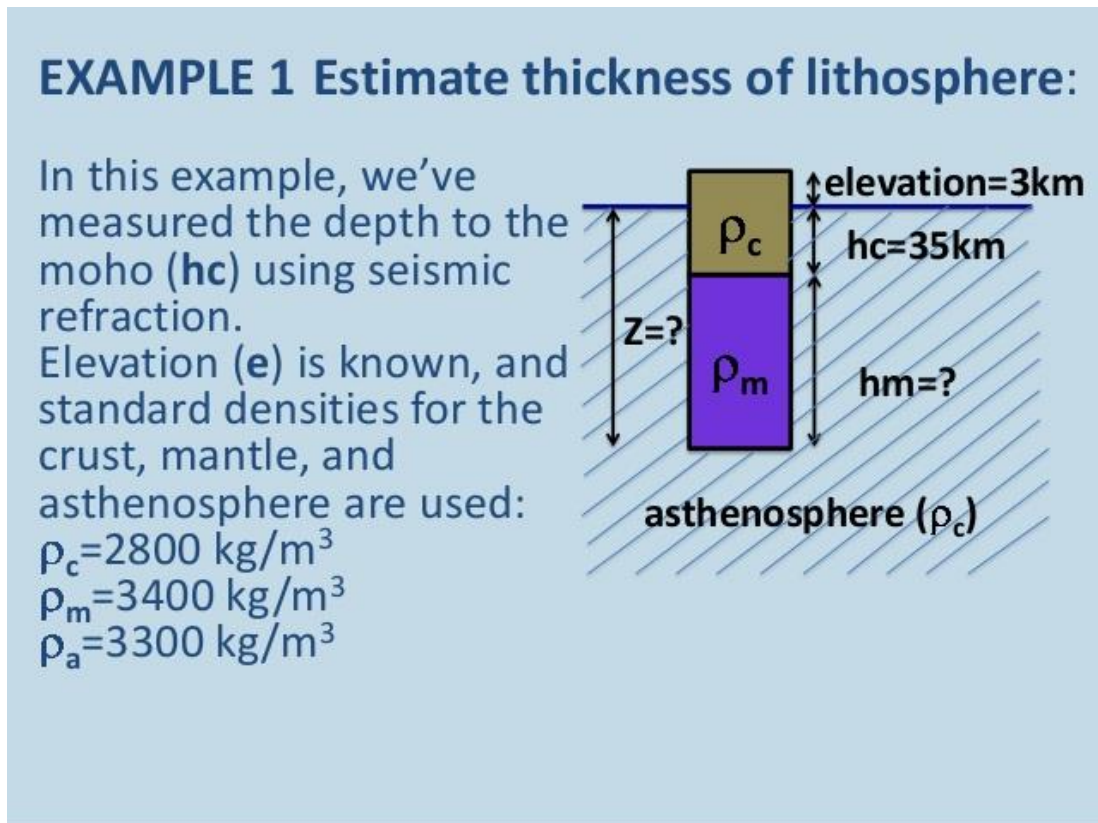 EXAMPLE 1 Estimate thickness of lithosphere:
In this example, we’ve
measured the depth to the
moho (hc) using seismic
refraction.
Elevation (e) is known, and
standard densities for the
crust, mantle, and
asthenosphere are used:
ρc=2800 kg/m³
ρm=3400 kg/m³
ρa=3300 kg/m³
elevation=3km
ρc
hc=35km
Z=?
ρm
hm=?
asthenosphere (ρc)